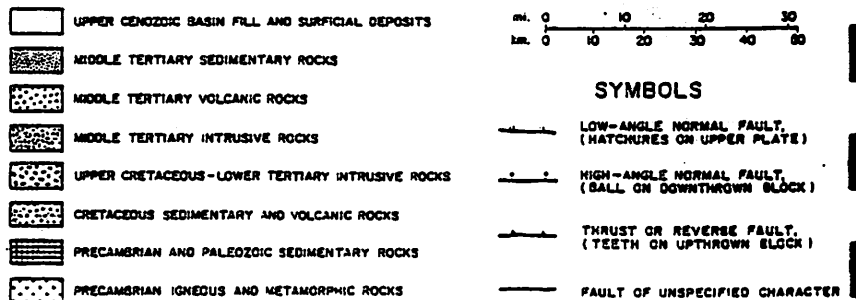 UPPER CENOZOIC BASIN FILL AND SURFICIAL DEPOSITS
MIDDLE TERTIARY SEDIMENTARY ROCKS
MIDDLE TERTIARY VOLCANIC ROCKS
MIDDLE TERTIARY INTRUSIVE ROCKS
UPPER CRETACEOUS-LOWER TERTIARY INTRUSIVE ROCKS
CRETACEOUS SEDIMENTARY AND VOLCANIC ROCKS
PRECAMBRIAN AND PALEOZOIC SEDIMENTARY ROCKS
PRECAMBRIAN IGNEOUS AND METAMORPHIC ROCKS
mi. 0 10 20 30
km. 0 10 20 30 40 50
SYMBOLS
LOW-ANGLE NORMAL FAULT,
(HATCHURES ON UPPER PLATE)
HIGH-ANGLE NORMAL FAULT,
(BALL ON DOWNTHROWN BLOCK)
THRUST OR REVERSE FAULT,
(TEETH ON UPTHROWN BLOCK)
FAULT OF UNSPECIFIED CHARACTER